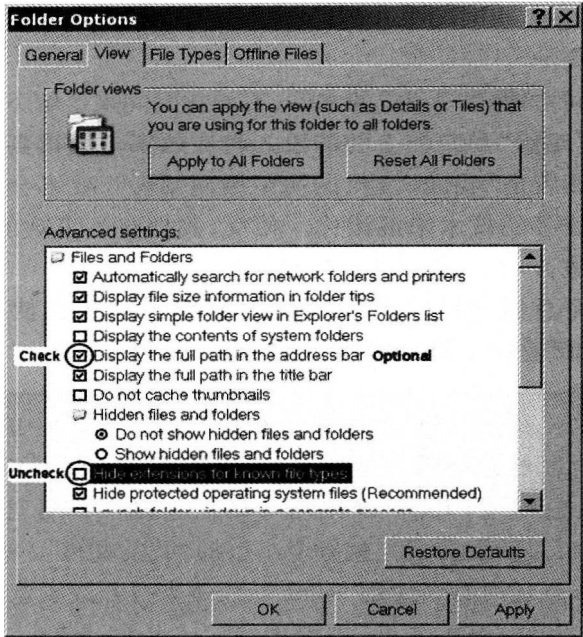 Folder Options
General View File Types Offline Files
Folder views
You can apply the view (such as Details or Tiles) that
you are using for this folder to all folders.
Apply to All Folders Reset All Folders
Advanced settings:
Files and Folders
Automatically search for network folders and printers
Display file size information in folder tips
Display simple folder view in Explorer's Folders list
Display the contents of system folders
Check Display the full path in the address bar Optional
Display the full path in the title bar
Do not cache thumbnails
Hidden files and folders
Do not show hidden files and folders
Show hidden files and folders
Uncheck Hide extensions for known file types
Hide protected operating system files (Recommended)
Launch folder windows in a separate process
Restore Defaults
OK Cancel Apply